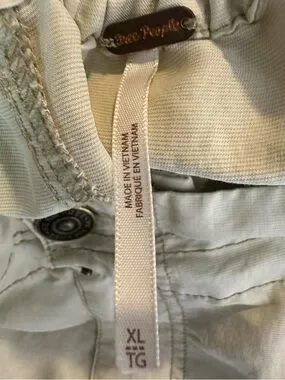 Free People
MADE IN VIETNAM
FABRIQUÉ EN VIETNAM
XL
TG